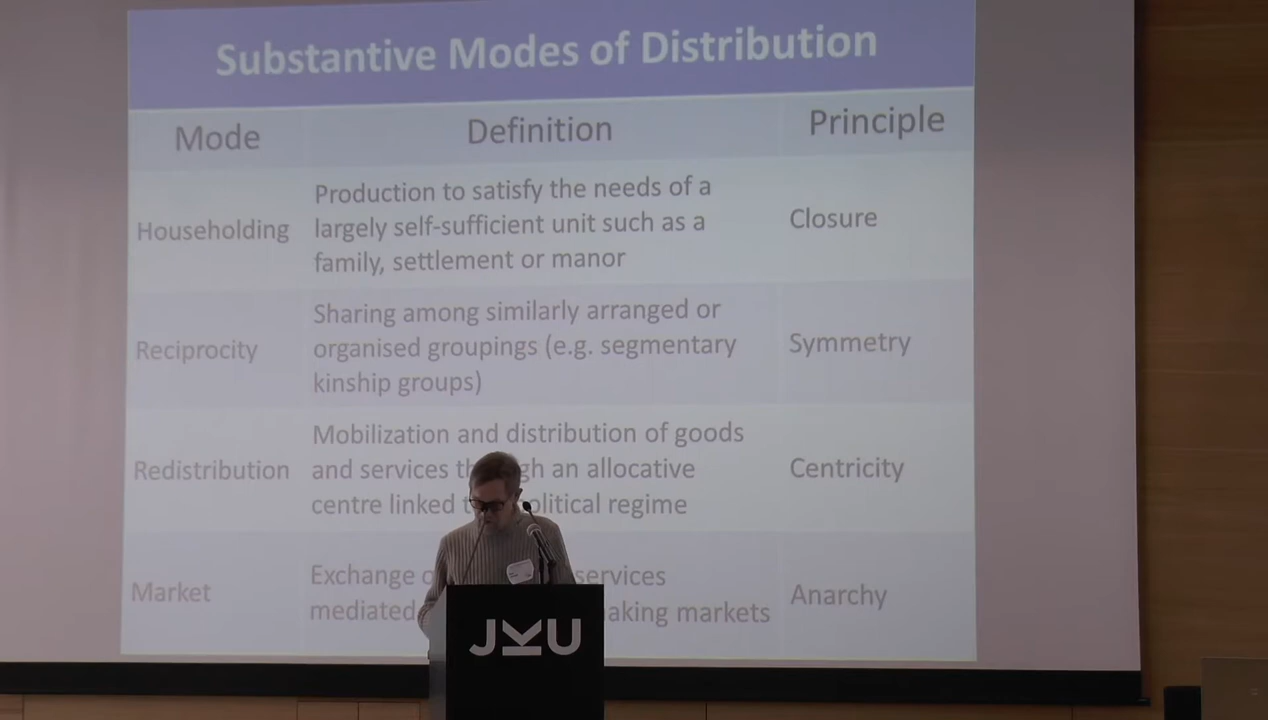 Substantive Modes of Distribution
Mode Definition Principle
Householding
Production to satisfy the needs of a
largely self-sufficient unit such as a
family, settlement or manor
Closure
Reciprocity
Sharing among similarly arranged or
organised groupings (e.g. segmentary
kinship groups)
Symmetry
Redistribution
Mobilization and distribution of goods
and services an allocative
centre linked political regime
Centricity
Market
Exchange services
mediated markets
Anarchy
JKU